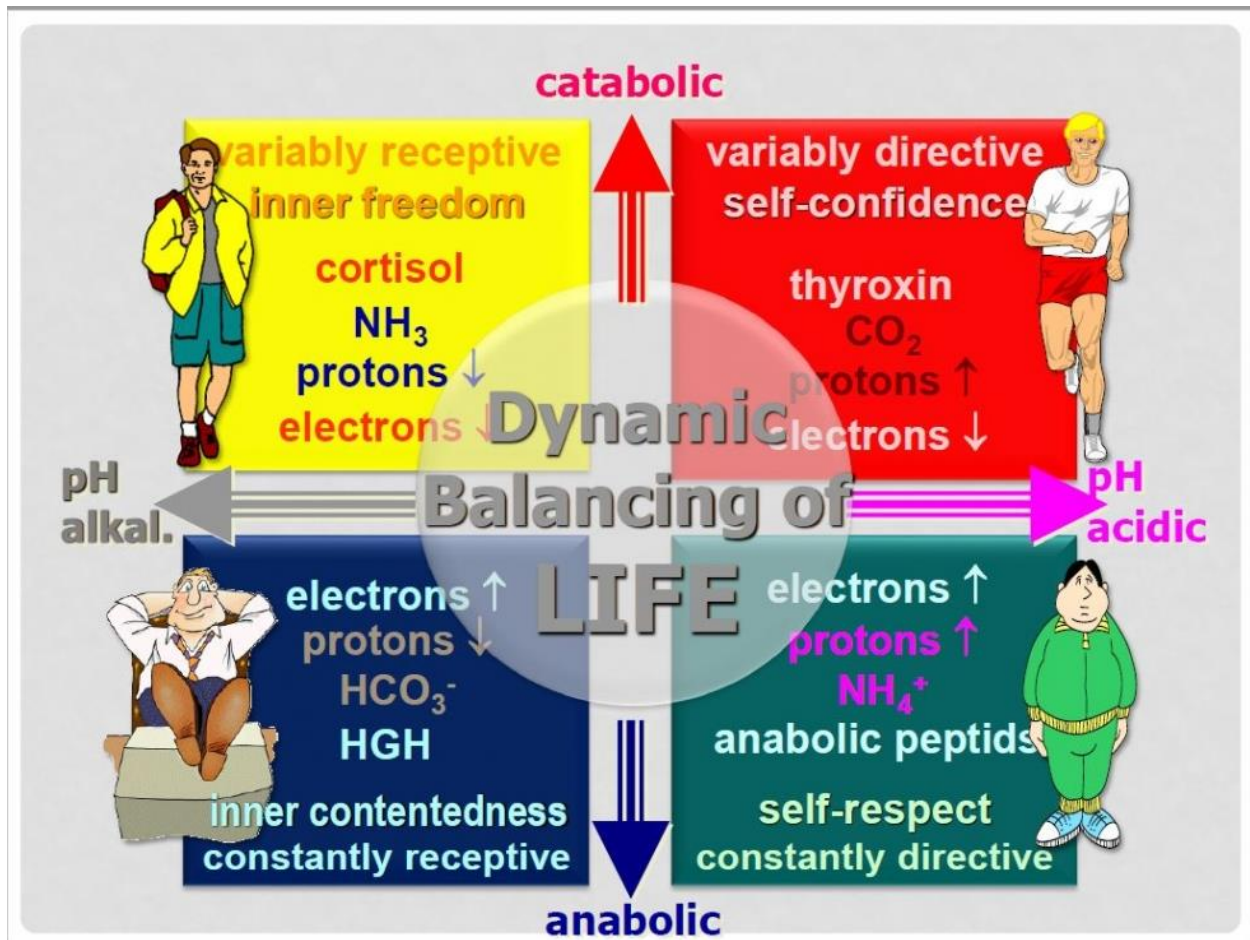 catabolic
variably receptive
inner freedom
cortisol
NH₃
protons ↓
electrons ↓
variably directive
self-confidence
thyroxin
CO₂
protons ↑
electrons ↓
pH
alkal.
Dynamic
Balancing of
LIFE
pH
acidic
electrons ↑
protons ↓
HCO₃⁻
HGH
inner contentedness
constantly receptive
electrons ↑
protons ↑
NH₄⁺
anabolic peptids
self-respect
constantly directive
anabolic